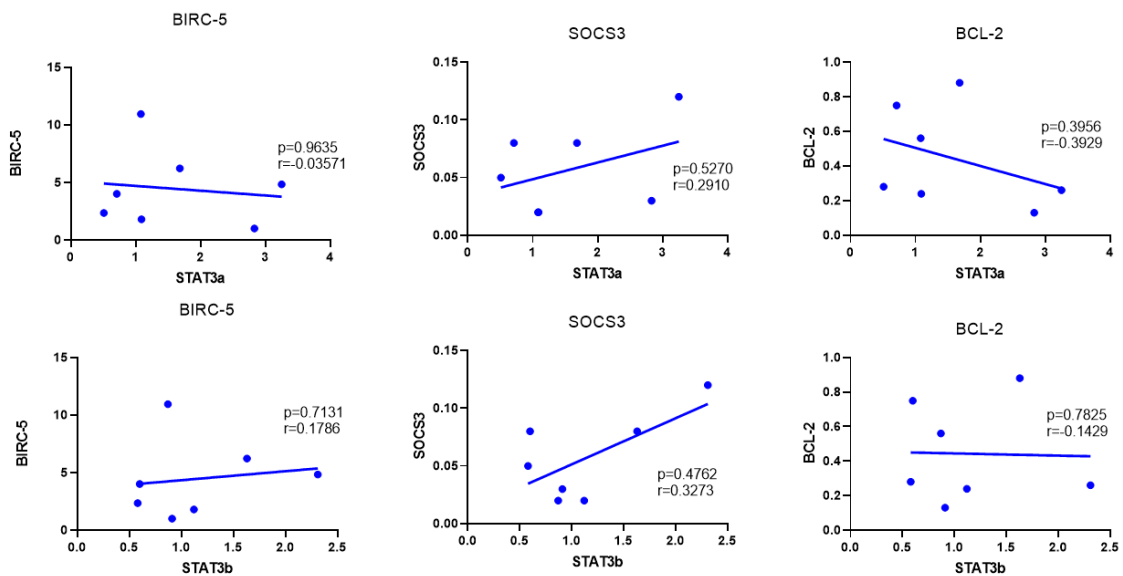 BIRC-5
15
10
5
0
BIRC-5
p=0.9635
r=-0.03571
0 1 2 3 4
STAT3a
SOCS3
0.15
0.10
0.05
0.00
SOCS3
p=0.5270
r=0.2910
0 1 2 3 4
STAT3a
BCL-2
1.0
0.8
0.6
0.4
0.2
0.0
BCL-2
p=0.3956
r=-0.3929
0 1 2 3 4
STAT3a
BIRC-5
15
10
5
0
BIRC-5
p=0.7131
r=0.1786
0.0 0.5 1.0 1.5 2.0 2.5
STAT3b
SOCS3
0.15
0.10
0.05
0.00
SOCS3
p=0.4762
r=0.3273
0.0 0.5 1.0 1.5 2.0 2.5
STAT3b
BCL-2
1.0
0.8
0.6
0.4
0.2
0.0
BCL-2
p=0.7825
r=-0.1429
0.0 0.5 1.0 1.5 2.0 2.5
STAT3b